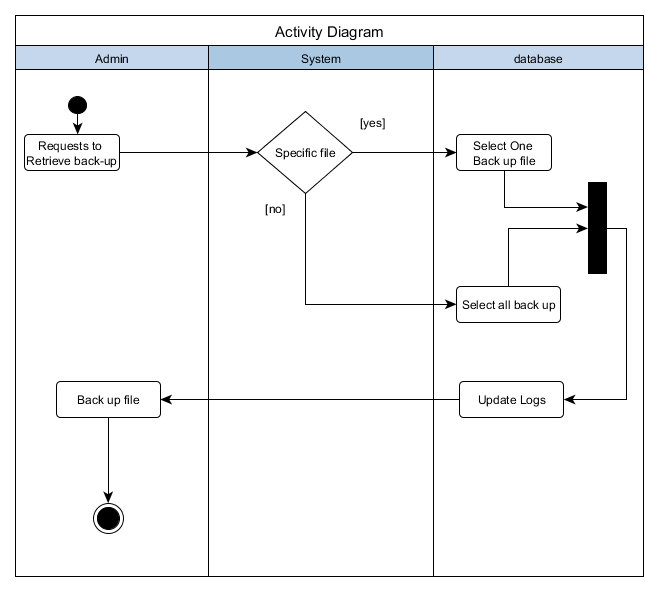 Activity Diagram
Admin
System
database
Requests to
Retrieve back-up
Specific file
[yes]
Select One
Back up file
[no]
Select all back up
Back up file
Update Logs